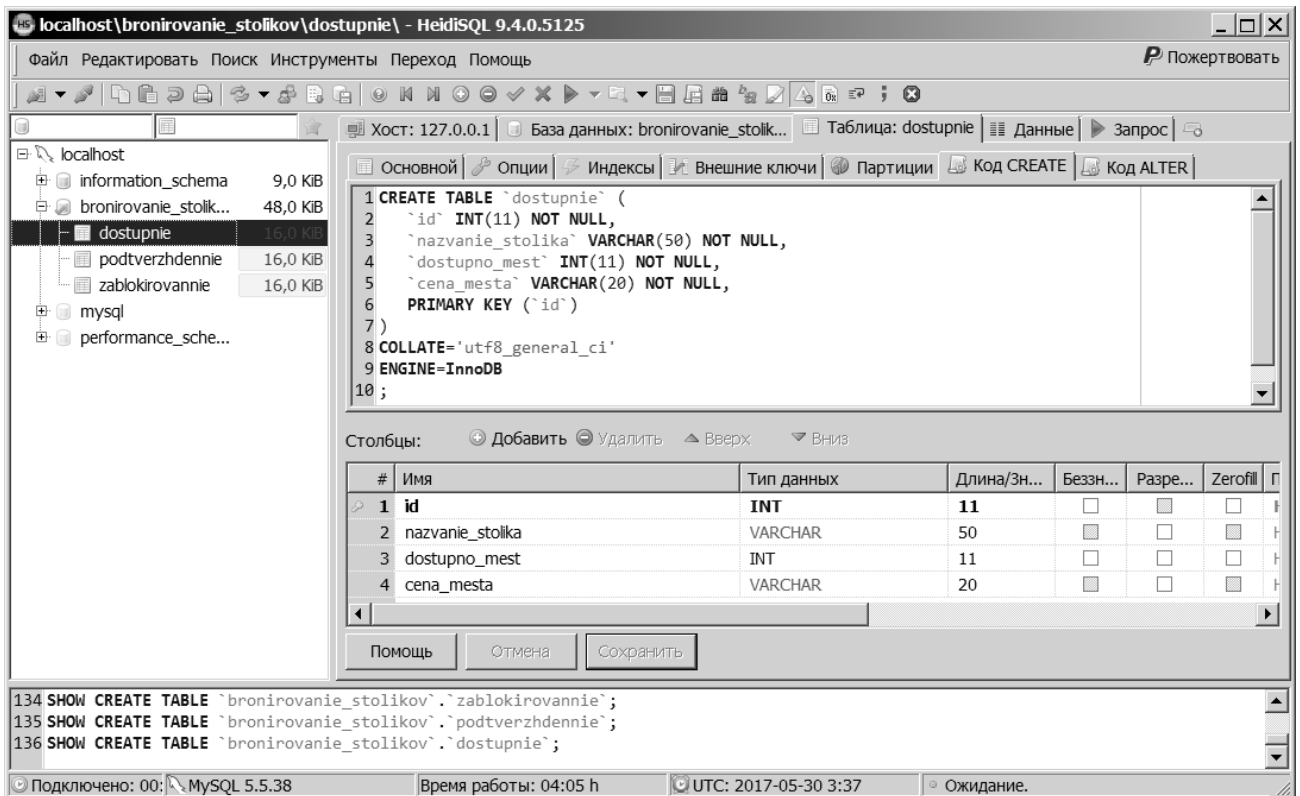 localhost\bronirovanie_stolikov\dostupnie\ - HeidiSQL 9.4.0.5125
Файл Редактировать Поиск Инструменты Переход Помощь Пожертвовать
Хост: 127.0.0.1 База данных: bronirovanie_stolik... Таблица: dostupnie Данные Запрос
localhost
information_schema 9,0 KiB
bronirovanie_stolik... 48,0 KiB
dostupnie 16,0 KiB
podtverzhdennie 16,0 KiB
zablokirovannie 16,0 KiB
mysql
performance_sche...
Основной Опции Индексы Внешние ключи Партиции Код CREATE Код ALTER
1 CREATE TABLE `dostupnie` (
2 `id` INT(11) NOT NULL,
3 `nazvanie_stolika` VARCHAR(50) NOT NULL,
4 `dostupno_mest` INT(11) NOT NULL,
5 `cena_mesta` VARCHAR(20) NOT NULL,
6 PRIMARY KEY (`id`)
7 )
8 COLLATE='utf8_general_ci'
9 ENGINE=InnoDB
10 ;
Столбцы: Добавить Удалить Вверх Вниз
# Имя Тип данных Длина/Зн... Беззн... Разре... Zerofill
1 id INT 11
2 nazvanie_stolika VARCHAR 50
3 dostupno_mest INT 11
4 cena_mesta VARCHAR 20
Помощь Отмена Сохранить
134 SHOW CREATE TABLE `bronirovanie_stolikov`.`zablokirovannie`;
135 SHOW CREATE TABLE `bronirovanie_stolikov`.`podtverzhdennie`;
136 SHOW CREATE TABLE `bronirovanie_stolikov`.`dostupnie`;
Подключено: 00: MySQL 5.5.38 Время работы: 04:05 h UTC: 2017-05-30 3:37 Ожидание.